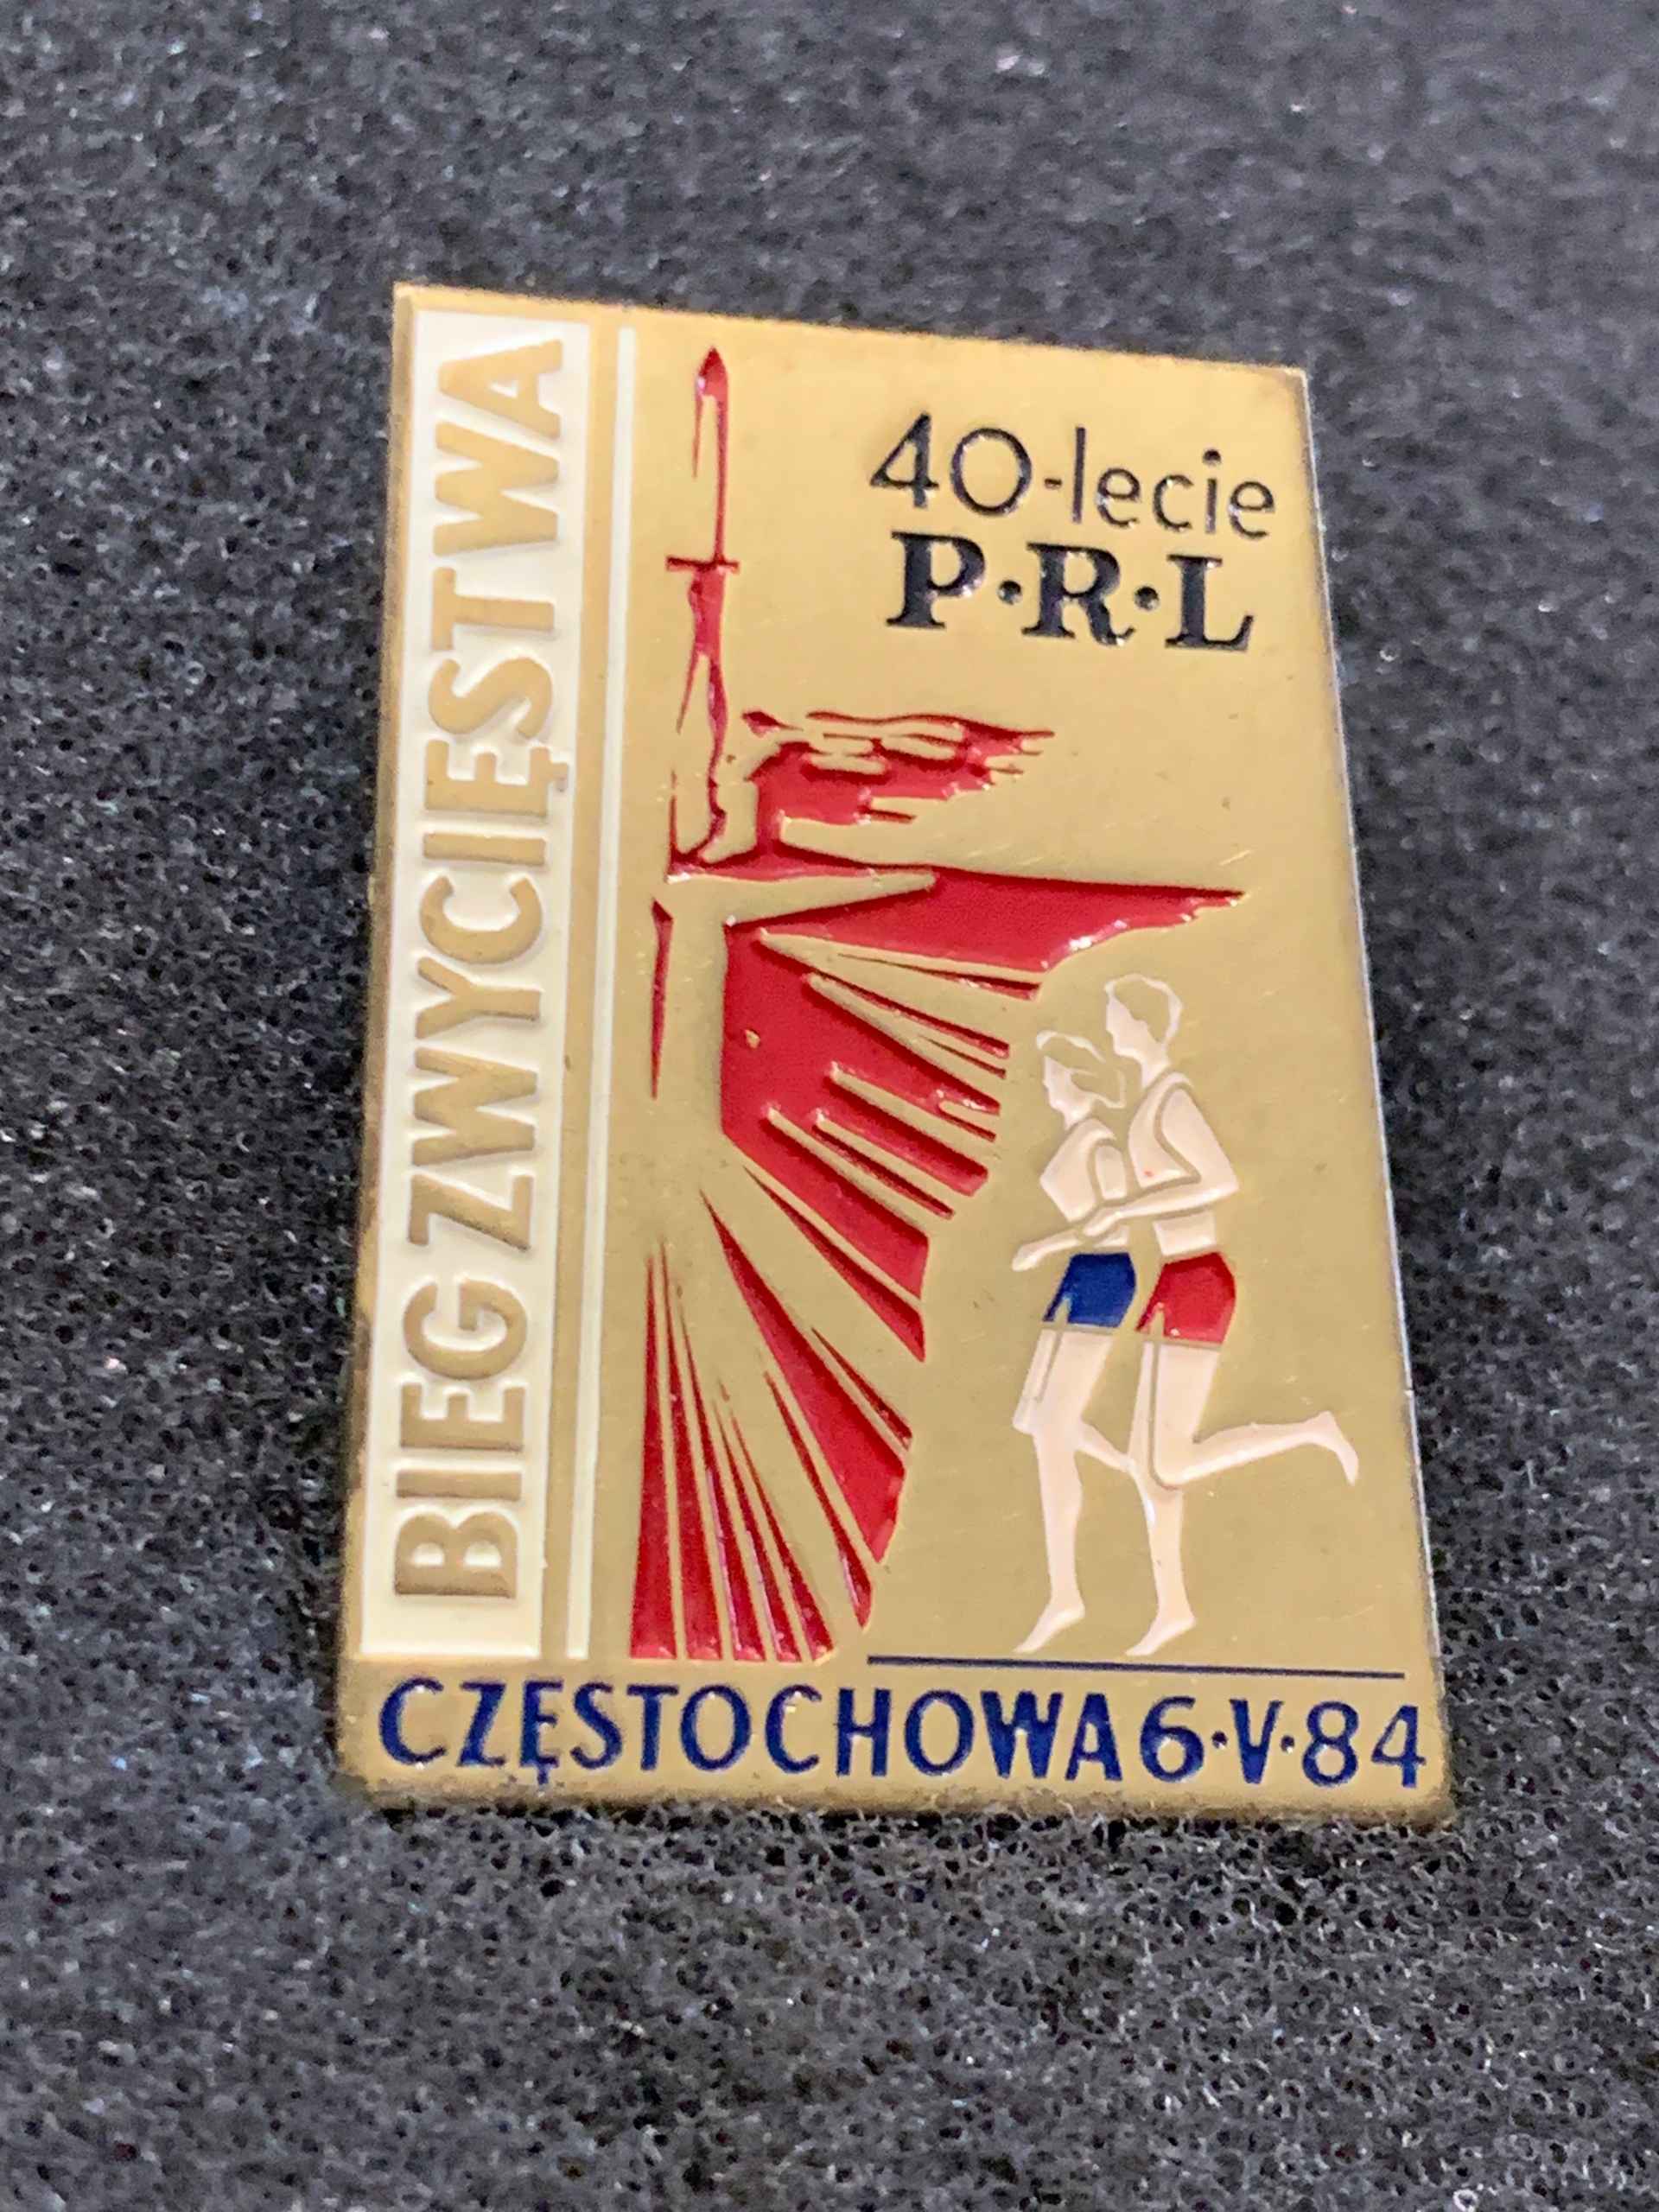 BIEG ZWYCIĘSTWA
40-lecie
P·R·L
CZĘSTOCHOWA 6·V·84